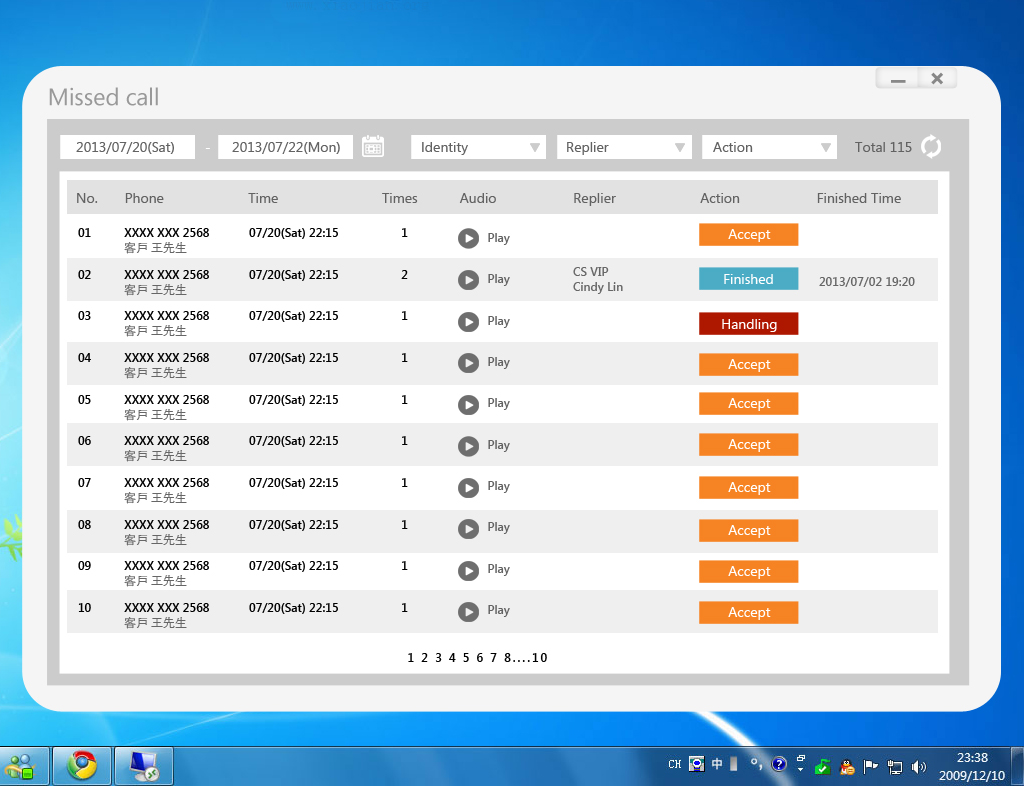 Missed call
2013/07/20(Sat) - 2013/07/22(Mon) Identity Replier Action Total 115
No. Phone Time Times Audio Replier Action Finished Time
01 XXXX XXX 2568 07/20(Sat) 22:15 1 Play Accept
客戶 王先生
02 XXXX XXX 2568 07/20(Sat) 22:15 2 Play CS VIP Finished 2013/07/02 19:20
客戶 王先生 Cindy Lin
03 XXXX XXX 2568 07/20(Sat) 22:15 1 Play Handling
客戶 王先生
04 XXXX XXX 2568 07/20(Sat) 22:15 1 Play Accept
客戶 王先生
05 XXXX XXX 2568 07/20(Sat) 22:15 1 Play Accept
客戶 王先生
06 XXXX XXX 2568 07/20(Sat) 22:15 1 Play Accept
客戶 王先生
07 XXXX XXX 2568 07/20(Sat) 22:15 1 Play Accept
客戶 王先生
08 XXXX XXX 2568 07/20(Sat) 22:15 1 Play Accept
客戶 王先生
09 XXXX XXX 2568 07/20(Sat) 22:15 1 Play Accept
客戶 王先生
10 XXXX XXX 2568 07/20(Sat) 22:15 1 Play Accept
客戶 王先生
1 2 3 4 5 6 7 8....10
CH 中 23:38
2009/12/10